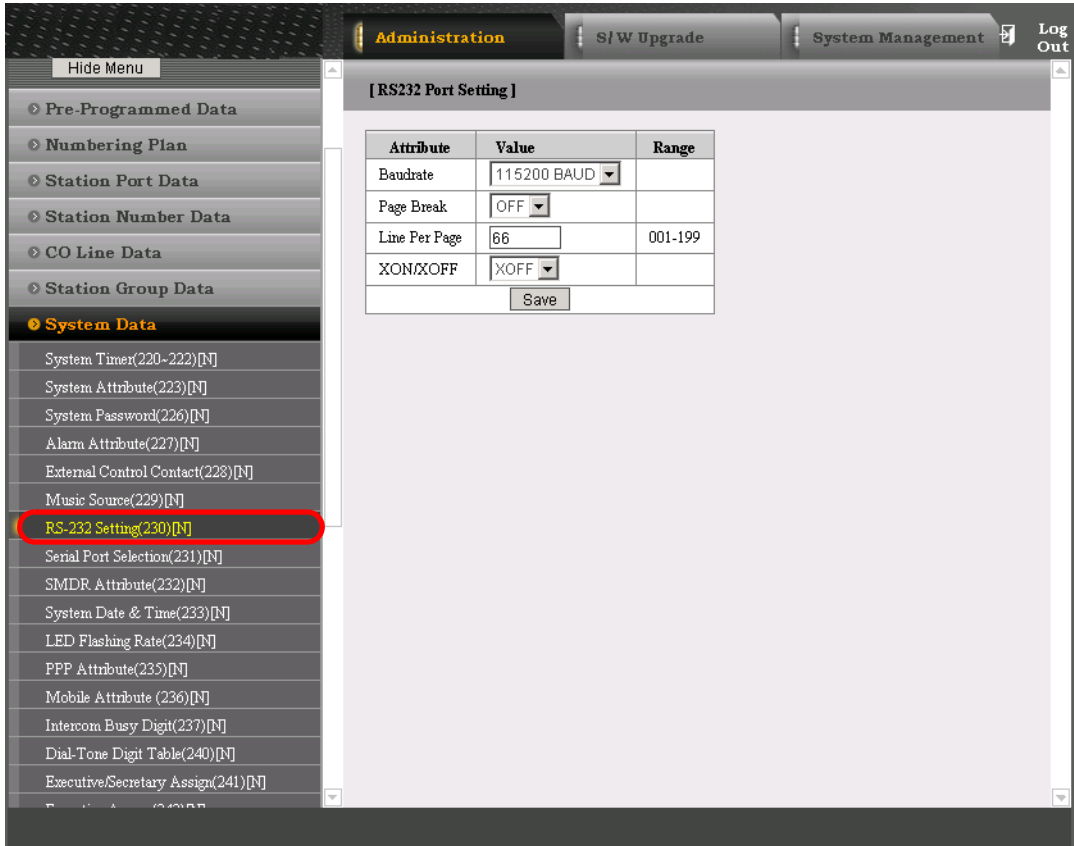 Administration
S/W Upgrade
System Management
Log Out
Hide Menu
Pre-Programmed Data
Numbering Plan
Station Port Data
Station Number Data
CO Line Data
Station Group Data
System Data
System Timer(220~222)[N]
System Attribute(223)[N]
System Password(226)[N]
Alarm Attribute(227)[N]
External Control Contact(228)[N]
Music Source(229)[N]
RS-232 Setting(230)[N]
Serial Port Selection(231)[N]
SMDR Attribute(232)[N]
System Date & Time(233)[N]
LED Flashing Rate(234)[N]
PPP Attribute(235)[N]
Mobile Attribute (236)[N]
Intercom Busy Digit(237)[N]
Dial-Tone Digit Table(240)[N]
Executive/Secretary Assign(241)[N]
[ RS232 Port Setting ]
Attribute Value Range
Baudrate 115200 BAUD
Page Break OFF
Line Per Page 66 001-199
XON/XOFF XOFF
Save